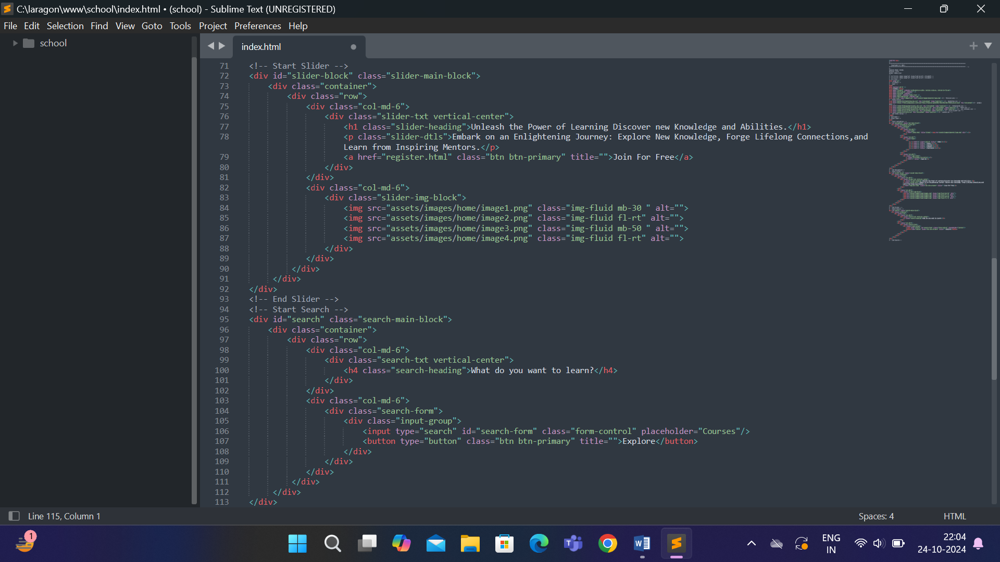 C:\laragon\www\school\index.html • (school) - Sublime Text (UNREGISTERED)
File Edit Selection Find View Goto Tools Project Preferences Help
school
index.html
71 <!-- Start Slider -->
72 <div id="slider-block" class="slider-main-block">
73 <div class="container">
74 <div class="row">
75 <div class="col-md-6">
76 <div class="slider-txt vertical-center">
77 <h1 class="slider-heading">Unleash the Power of Learning Discover new Knowledge and Abilities.</h1>
78 <p class="slider-dtls">Embark on an Enlightening Journey: Explore New Knowledge, Forge Lifelong Connections,and
Learn from Inspiring Mentors.</p>
79 <a href="register.html" class="btn btn-primary" title="">Join For Free</a>
80 </div>
81 </div>
82 <div class="col-md-6">
83 <div class="slider-img-block">
84 <img src="assets/images/home/image1.png" class="img-fluid mb-30 " alt="">
85 <img src="assets/images/home/image2.png" class="img-fluid fl-rt" alt="">
86 <img src="assets/images/home/image3.png" class="img-fluid mb-50 " alt="">
87 <img src="assets/images/home/image4.png" class="img-fluid fl-rt" alt="">
88 </div>
89 </div>
90 </div>
91 </div>
92 </div>
93 <!-- End Slider -->
94 <!-- Start Search -->
95 <div id="search" class="search-main-block">
96 <div class="container">
97 <div class="row">
98 <div class="col-md-6">
99 <div class="search-txt vertical-center">
100 <h4 class="search-heading">What do you want to learn?</h4>
101 </div>
102 </div>
103 <div class="col-md-6">
104 <div class="search-form">
105 <div class="input-group">
106 <input type="search" id="search-form" class="form-control" placeholder="Courses"/>
107 <button type="button" class="btn btn-primary" title="">Explore</button>
108 </div>
109 </div>
110 </div>
111 </div>
112 </div>
113 </div>
Line 115, Column 1
Spaces: 4
HTML
1
ENG
IN
22:04
24-10-2024